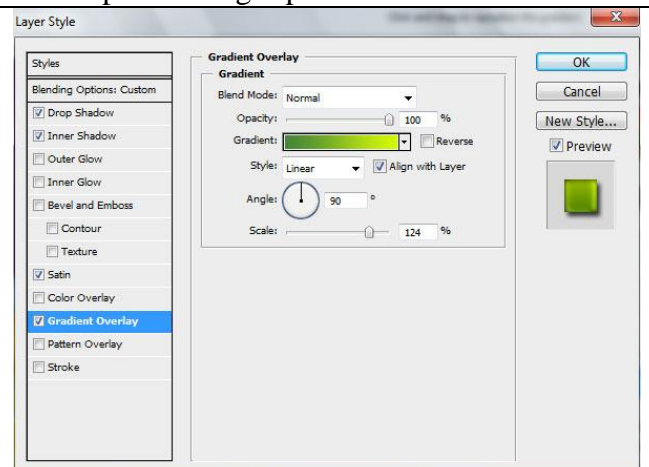 Layer Style
Styles
Blending Options: Custom
Drop Shadow
Inner Shadow
Outer Glow
Inner Glow
Bevel and Emboss
Contour
Texture
Satin
Color Overlay
Gradient Overlay
Pattern Overlay
Stroke
Gradient Overlay
Gradient
Blend Mode: Normal
Opacity: 100 %
Gradient: Reverse
Style: Linear Align with Layer
Angle: 90 °
Scale: 124 %
OK
Cancel
New Style...
Preview